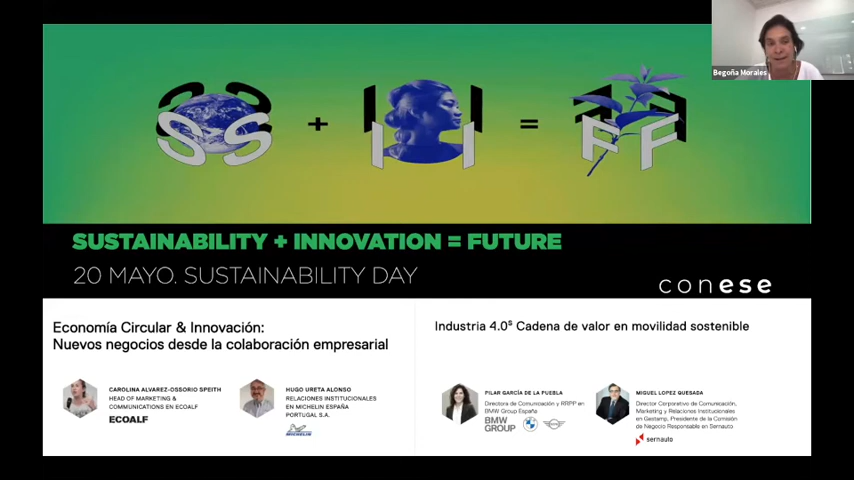 Begoña Morales
SS + II = FF
SUSTAINABILITY + INNOVATION = FUTURE
20 MAYO. SUSTAINABILITY DAY
conese
Economía Circular & Innovación:
Nuevos negocios desde la colaboración empresarial
CAROLINA ALVAREZ-OSSORIO SPEITH
HEAD OF MARKETING &
COMMUNICATIONS EN ECOALF
ECOALF
HUGO URETA ALONSO
RELACIONES INSTITUCIONALES
EN MICHELIN ESPAÑA
PORTUGAL S.A.
MICHELIN
Industria 4.0ˢ Cadena de valor en movilidad sostenible
PILAR GARCÍA DE LA PUEBLA
Directora de Comunicación y RRPP en
BMW Group España
BMW
GROUP
MIGUEL LOPEZ QUESADA
Director Corporativo de Comunicación,
Marketing y Relaciones Institucionales
en Gestamp, Presidente de la Comisión
de Negocio Responsable en Sernauto
sernauto